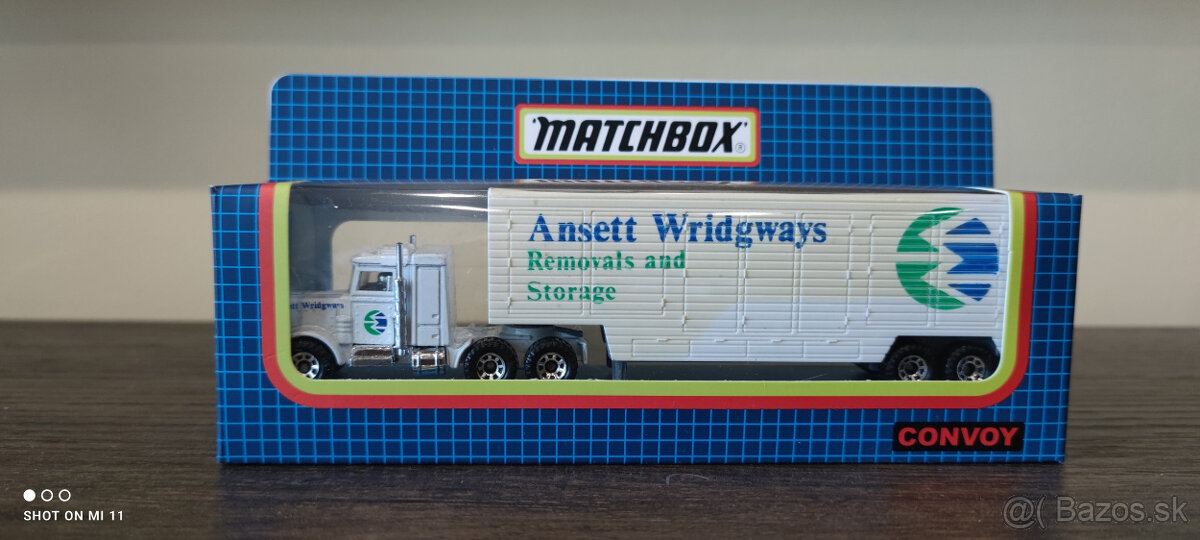 MATCHBOX
Ansett Wridgways
Removals and
Storage
Wridgways
CONVOY
SHOT ON MI 11
@( Bazos.sk